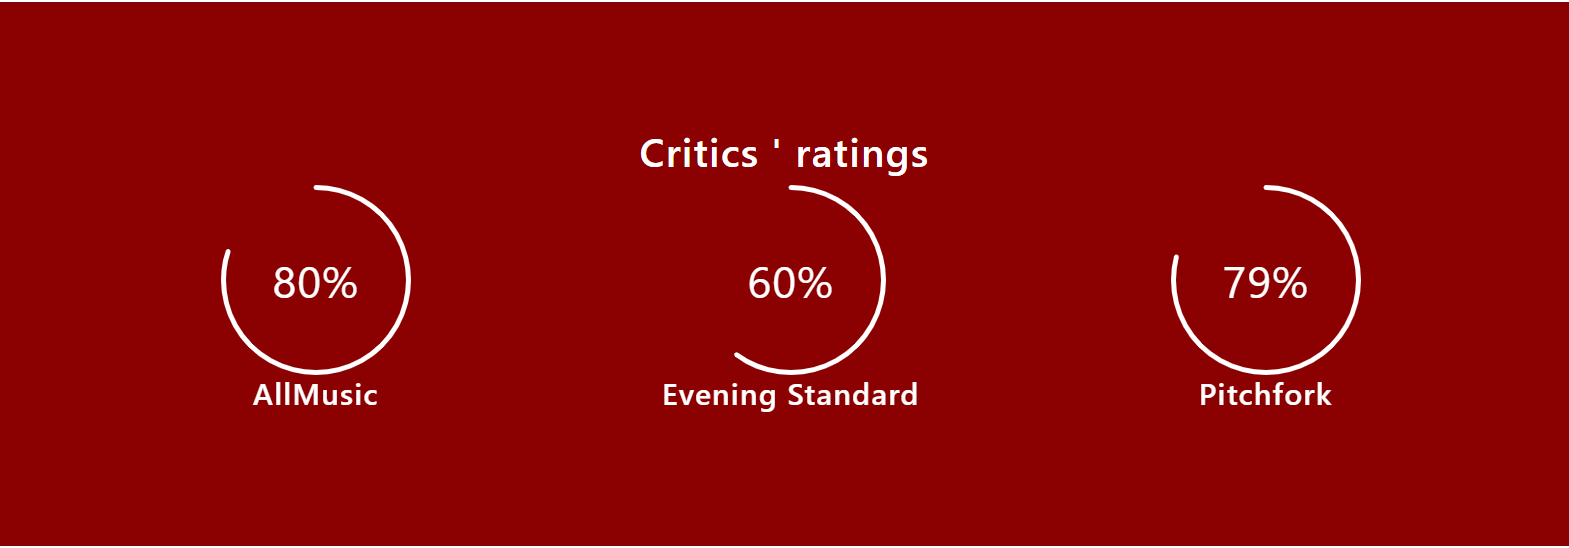 Critics ' ratings
80%
60%
79%
AllMusic
Evening Standard
Pitchfork